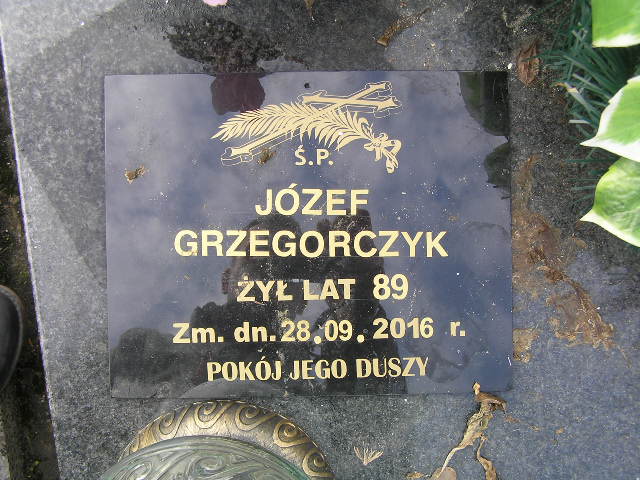 Ś.P.
JÓZEF
GRZEGORCZYK
ŻYŁ LAT 89
Zm. dn. 28.09.2016 r.
POKÓJ JEGO DUSZY